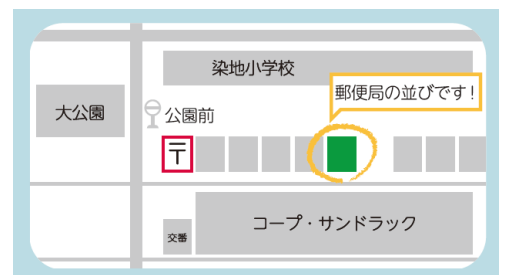 染地小学校
郵便局の並びです！
大公園
公園前
〒
コープ・サンドラック
交番